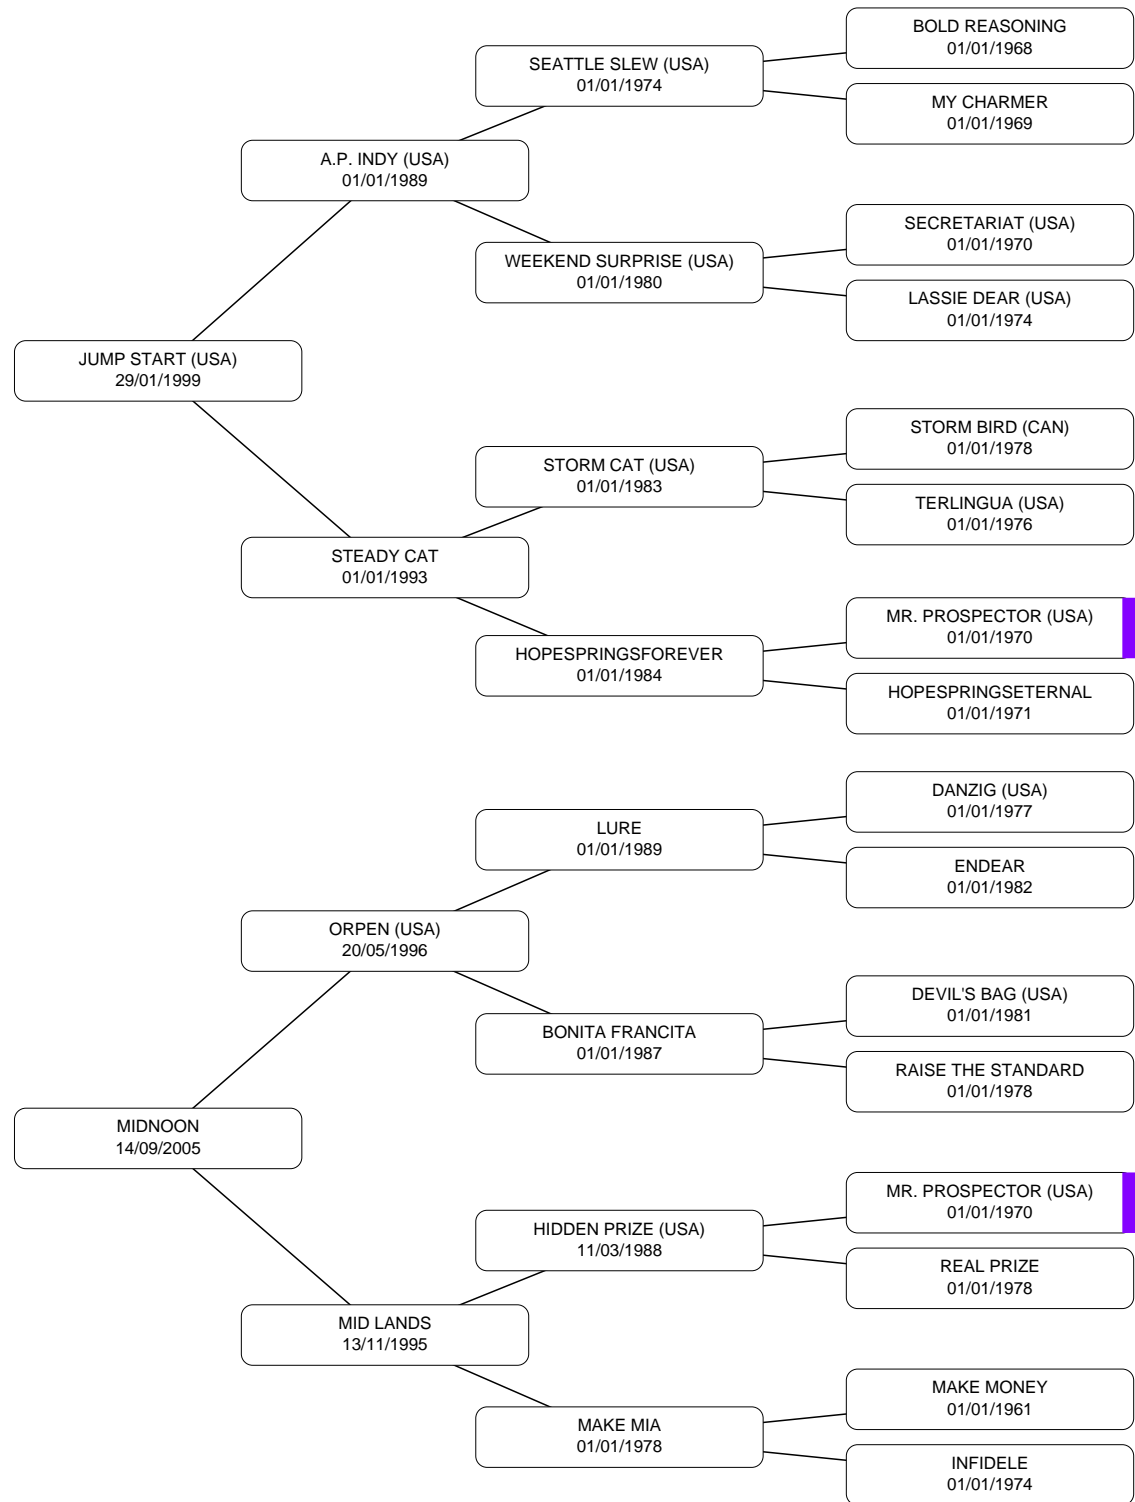 BOLD REASONING
01/01/1968
SEATTLE SLEW (USA)
01/01/1974
MY CHARMER
01/01/1969
A.P. INDY (USA)
01/01/1989
SECRETARIAT (USA)
01/01/1970
WEEKEND SURPRISE (USA)
01/01/1980
LASSIE DEAR (USA)
01/01/1974
JUMP START (USA)
29/01/1999
STORM BIRD (CAN)
01/01/1978
STORM CAT (USA)
01/01/1983
TERLINGUA (USA)
01/01/1976
STEADY CAT
01/01/1993
MR. PROSPECTOR (USA)
01/01/1970
HOPESPRINGSFOREVER
01/01/1984
HOPESPRINGSETERNAL
01/01/1971
DANZIG (USA)
01/01/1977
LURE
01/01/1989
ENDEAR
01/01/1982
ORPEN (USA)
20/05/1996
DEVIL'S BAG (USA)
01/01/1981
BONITA FRANCITA
01/01/1987
RAISE THE STANDARD
01/01/1978
MIDNOON
14/09/2005
MR. PROSPECTOR (USA)
01/01/1970
HIDDEN PRIZE (USA)
11/03/1988
REAL PRIZE
01/01/1978
MID LANDS
13/11/1995
MAKE MONEY
01/01/1961
MAKE MIA
01/01/1978
INFIDELE
01/01/1974